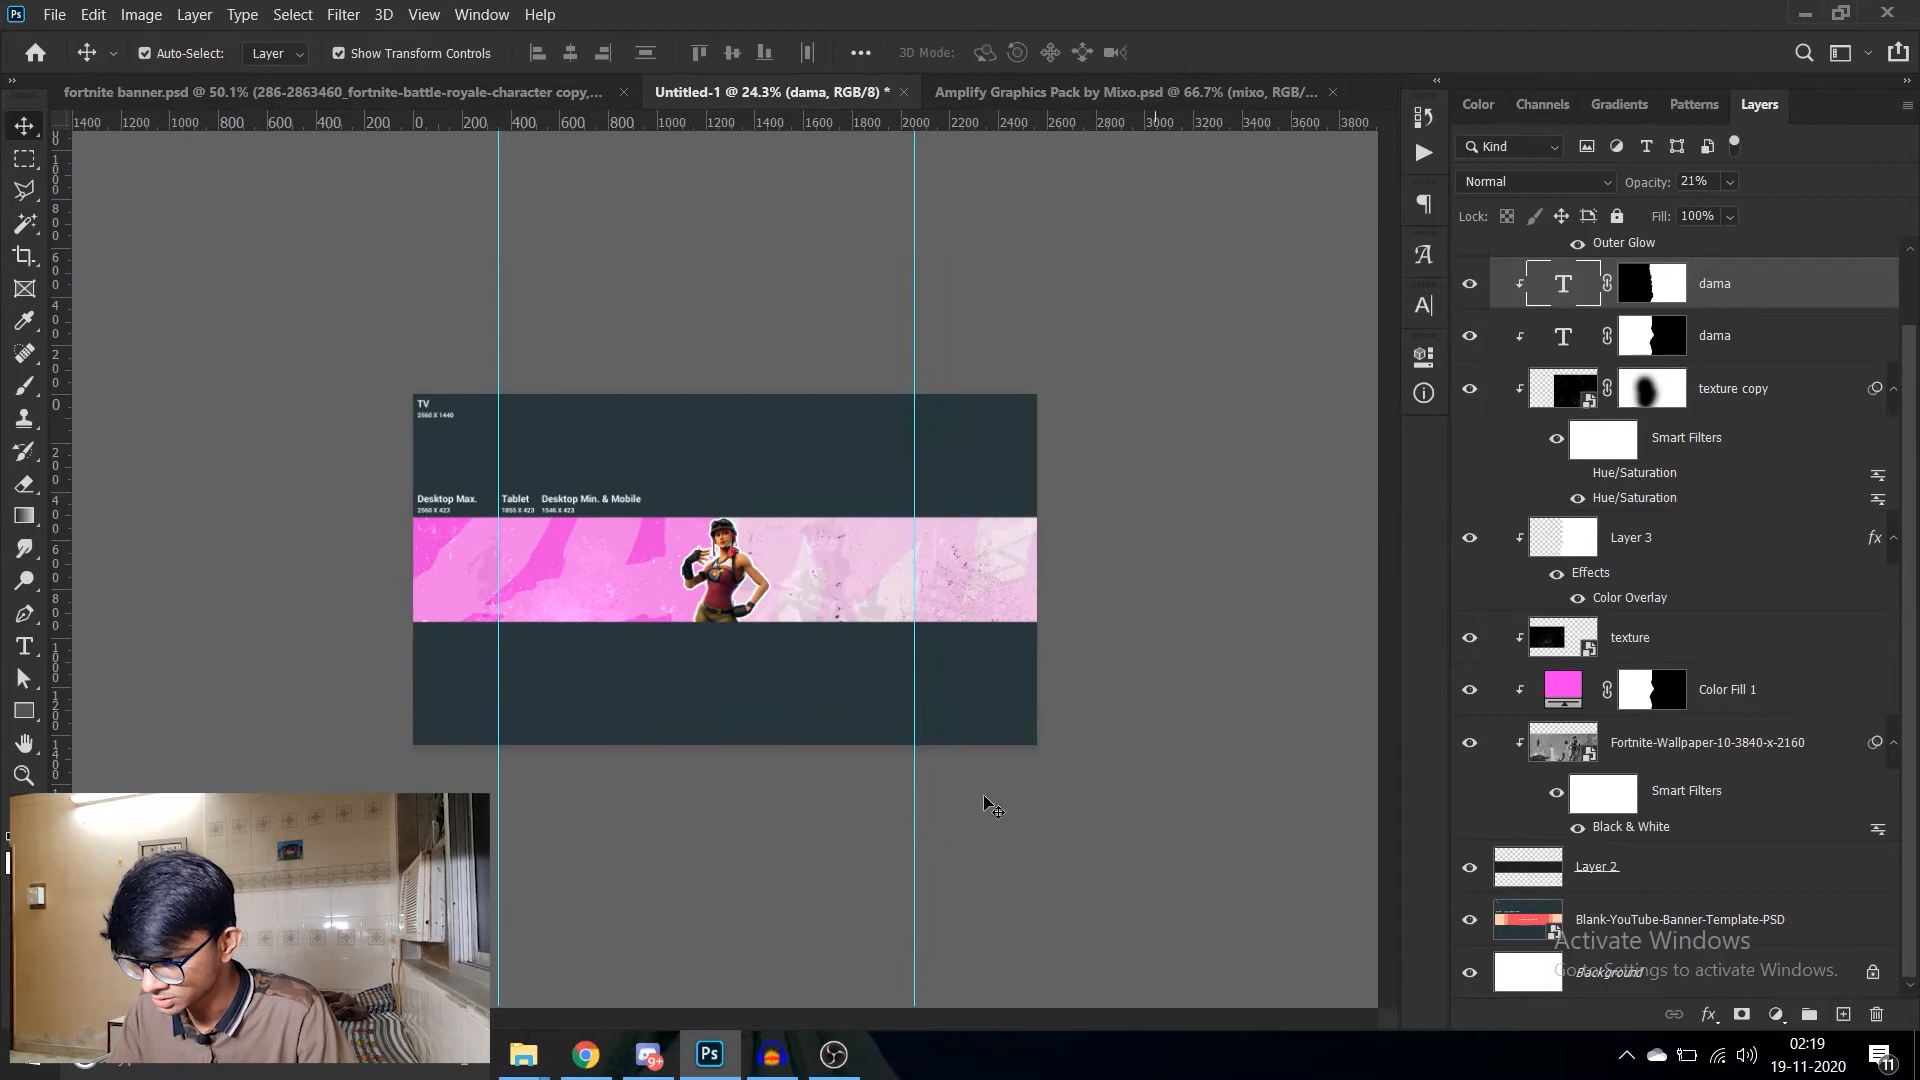 Ps File Edit Image Layer Type Select Filter 3D View Window Help
Auto-Select: Layer Show Transform Controls 3D Mode:
fortnite banner.psd @ 50.1% (286-2863460_fortnite-battle-royale-character copy,...
Untitled-1 @ 24.3% (dama, RGB/8) *
Amplify Graphics Pack by Mixo.psd @ 66.7% (mixo, RGB/...
1400 1200 1000 800 600 400 200 0 200 400 600 800 1000 1200 1400 1600 1800 2000 2200 2400 2600 2800 3000 3200 3400 3600 3800
Color Channels Gradients Patterns Layers
Kind
Normal Opacity: 21%
Lock: Fill: 100%
Outer Glow
dama
dama
texture copy
Smart Filters
Hue/Saturation
Hue/Saturation
Layer 3
fx
Effects
Color Overlay
texture
Color Fill 1
Fortnite-Wallpaper-10-3840-x-2160
Smart Filters
Black & White
Layer 2
Blank-YouTube-Banner-Template-PSD
Background
Activate Windows
Go to Settings to activate Windows.
TV
2560 X 1440
Desktop Max. Tablet Desktop Min. & Mobile
2560 X 423 1855 X 423 1546 X 423
fx
9+
Ps
02:19
19-11-2020
11